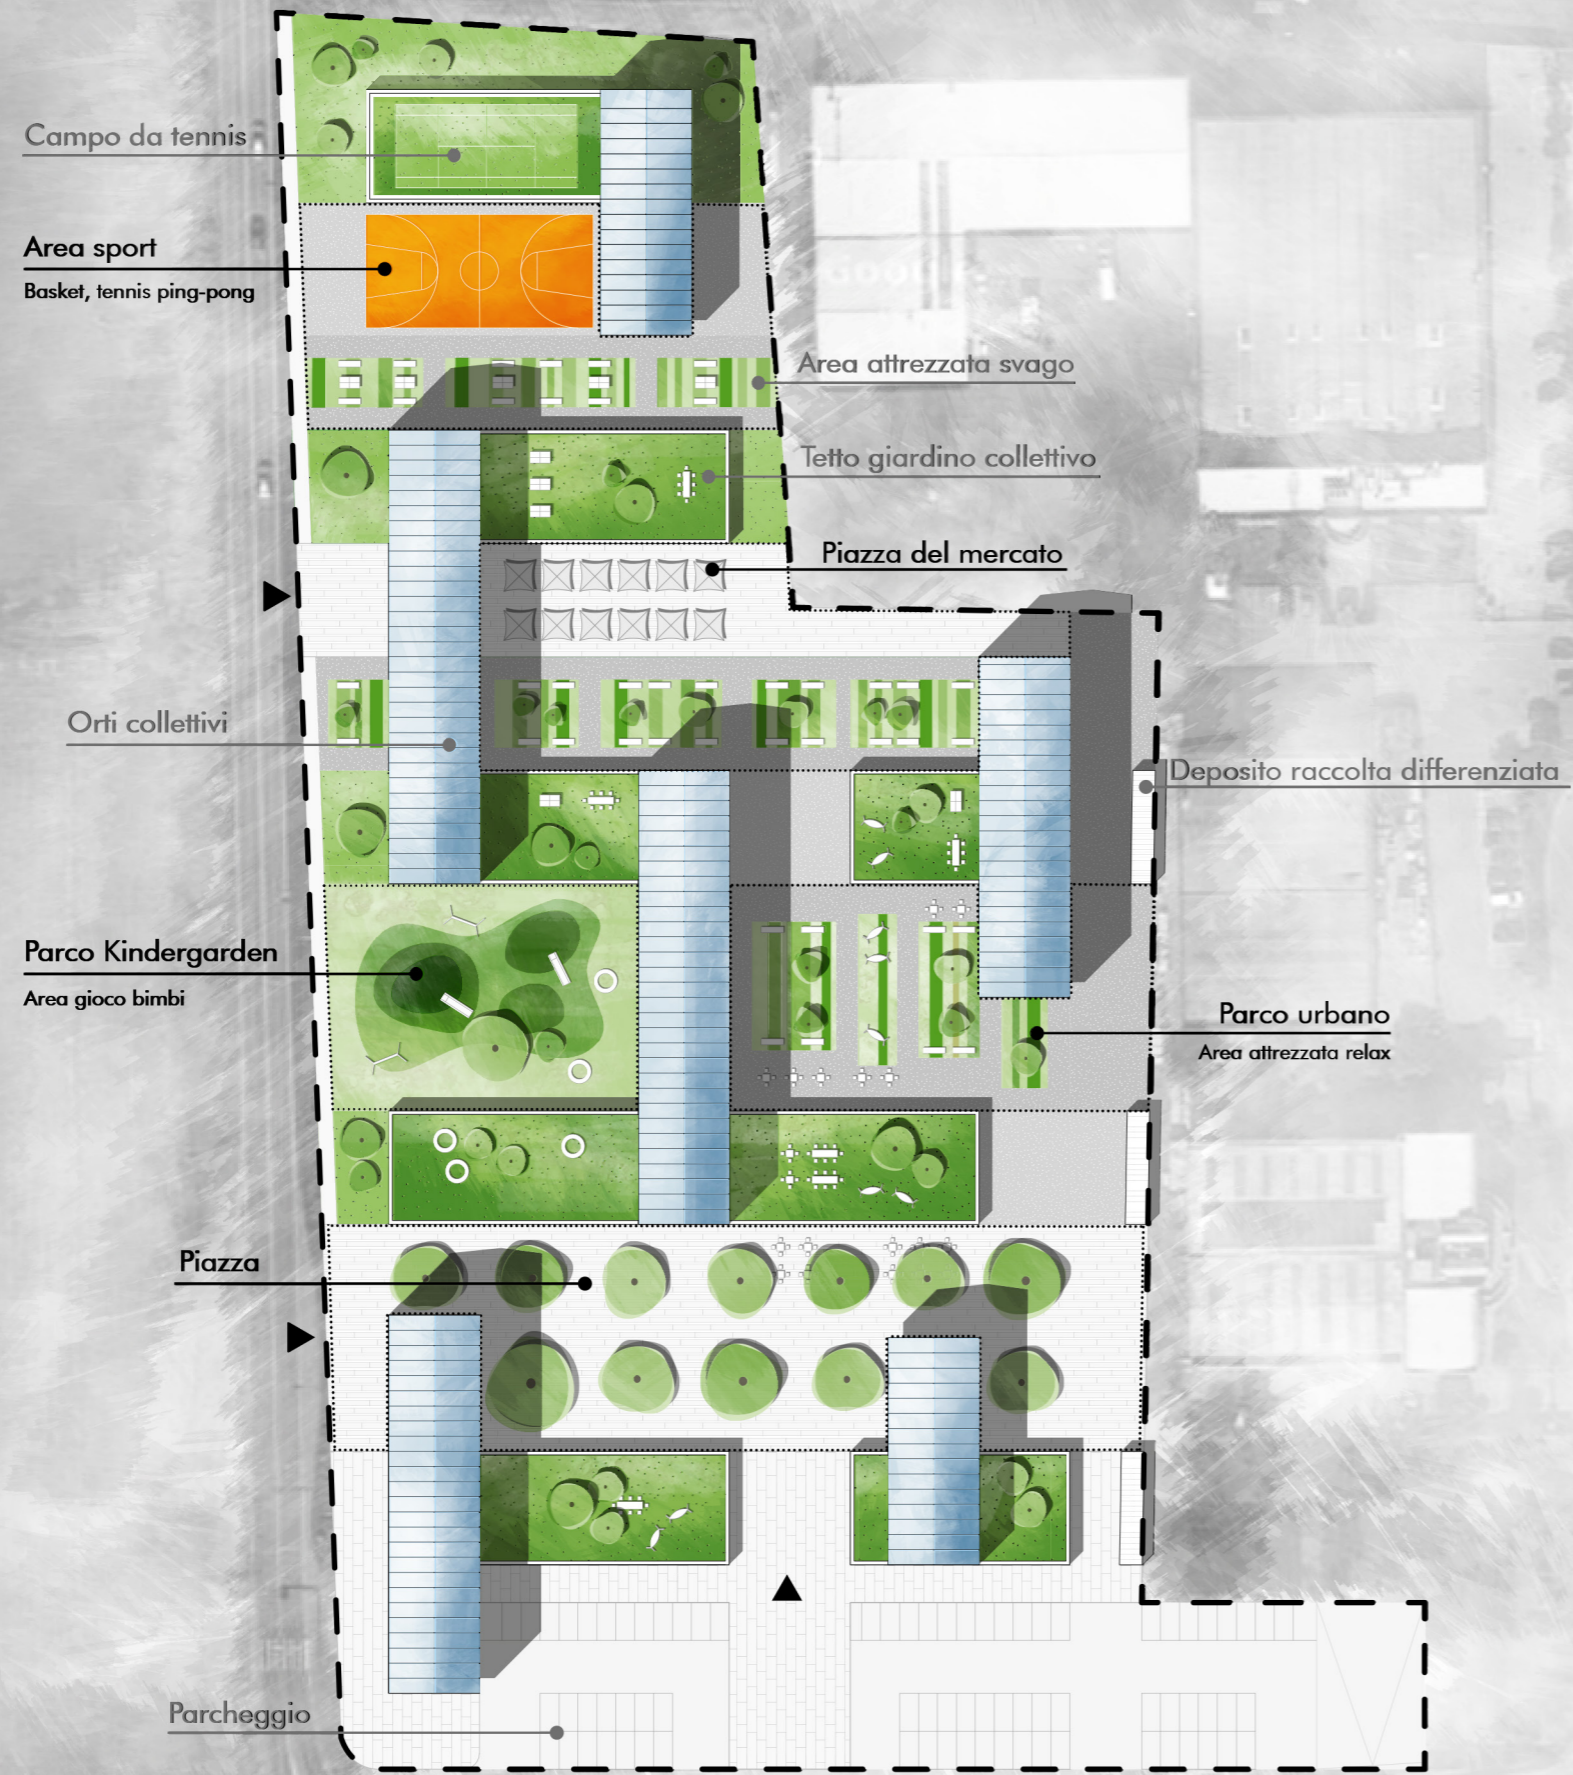 Campo da tennis
Area sport
Basket, tennis ping-pong
Area attrezzata svago
Tetto giardino collettivo
Piazza del mercato
Orti collettivi
Deposito raccolta differenziata
Parco Kindergarden
Area gioco bimbi
Parco urbano
Area attrezzata relax
Piazza
Parcheggio